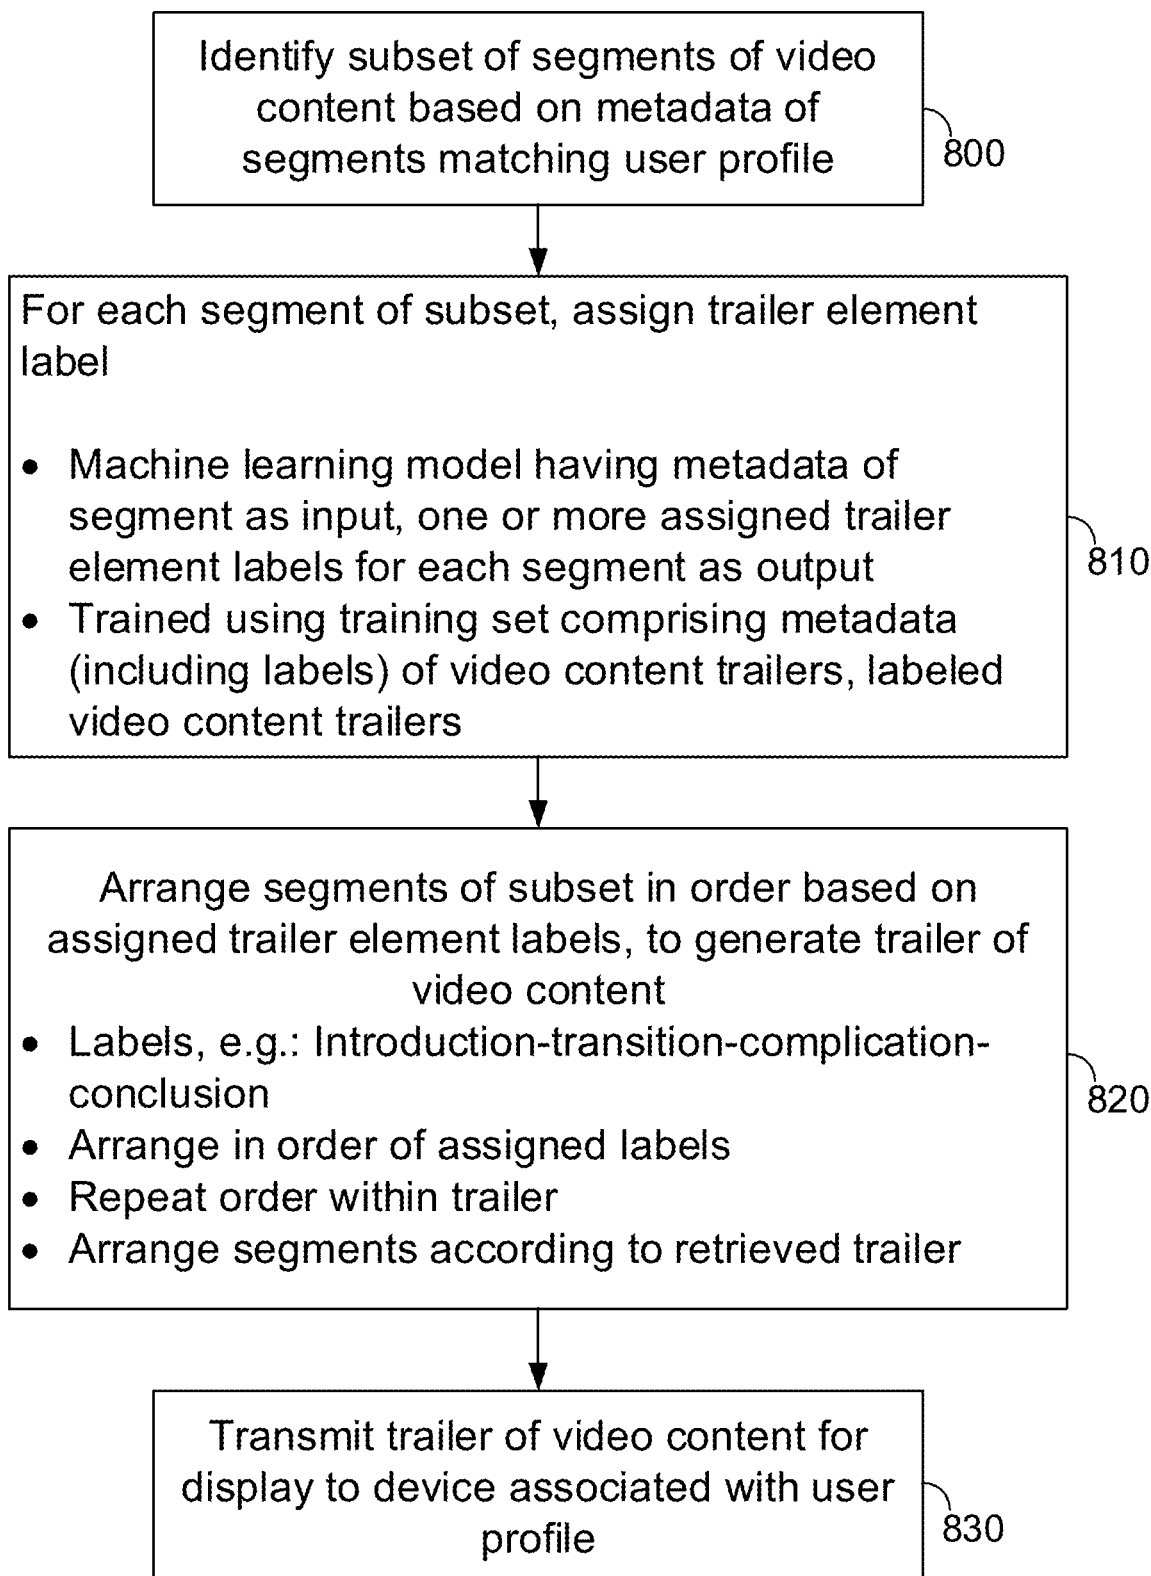 Identify subset of segments of video
content based on metadata of
segments matching user profile
800
For each segment of subset, assign trailer element
label
• Machine learning model having metadata of
segment as input, one or more assigned trailer
element labels for each segment as output
• Trained using training set comprising metadata
(including labels) of video content trailers, labeled
video content trailers
810
Arrange segments of subset in order based on
assigned trailer element labels, to generate trailer of
video content
• Labels, e.g.: Introduction-transition-complication-
conclusion
• Arrange in order of assigned labels
• Repeat order within trailer
• Arrange segments according to retrieved trailer
820
Transmit trailer of video content for
display to device associated with user
profile
830